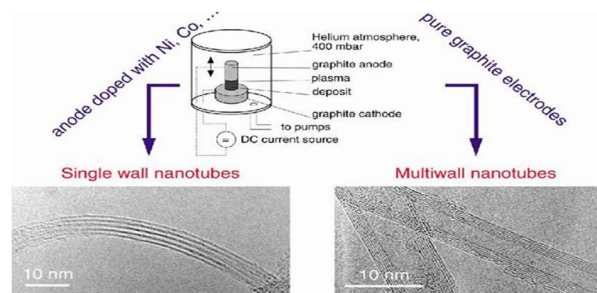 anode doped with Ni, Co, ...
pure graphite electrodes
Helium atmosphere,
400 mbar
graphite anode
plasma
deposit
graphite cathode
to pumps
=
DC current source
Single wall nanotubes
Multiwall nanotubes
10 nm
10 nm